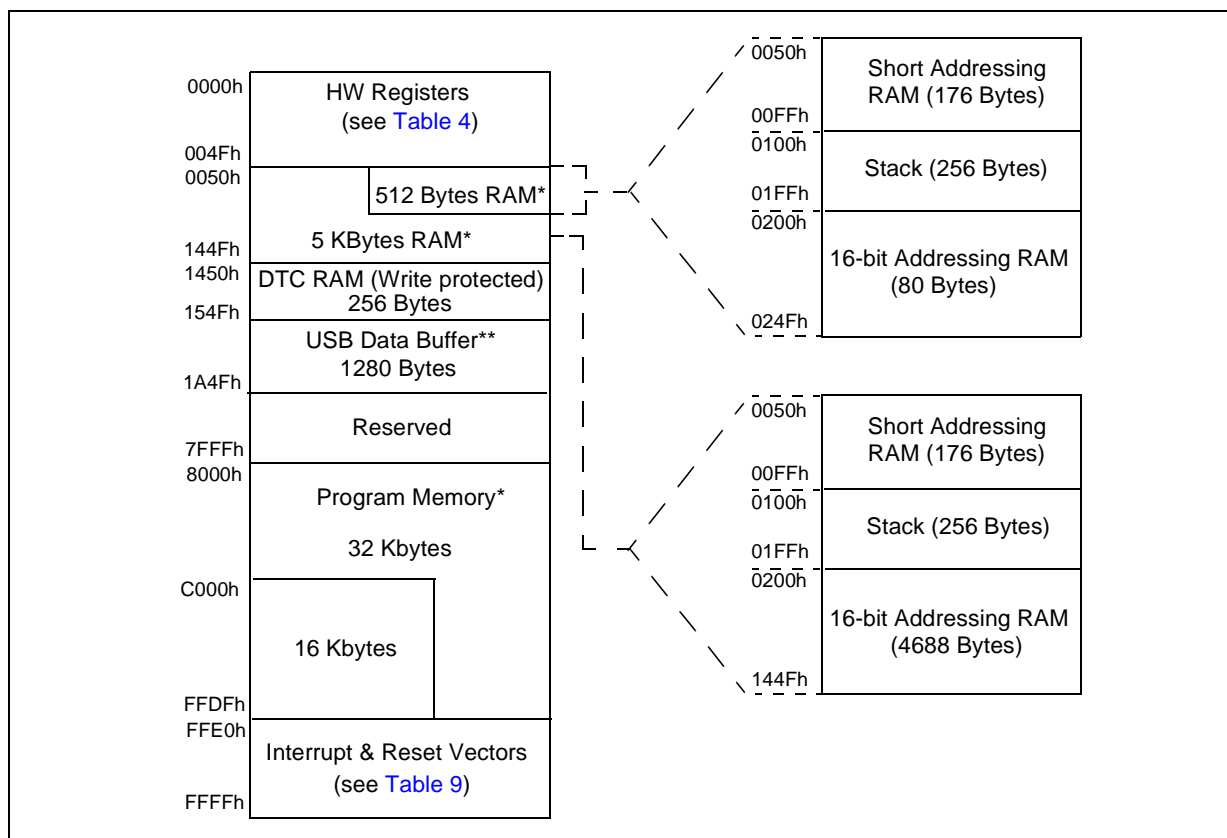 0000h
HW Registers
(see Table 4)
004Fh
0050h
512 Bytes RAM*
5 KBytes RAM*
144Fh
1450h
DTC RAM (Write protected)
256 Bytes
154Fh
USB Data Buffer**
1280 Bytes
1A4Fh
Reserved
7FFFh
8000h
Program Memory*
32 Kbytes
C000h
16 Kbytes
FFDFh
FFE0h
Interrupt & Reset Vectors
(see Table 9)
FFFFh
0050h
Short Addressing
RAM (176 Bytes)
00FFh
0100h
Stack (256 Bytes)
01FFh
0200h
16-bit Addressing RAM
(80 Bytes)
024Fh
0050h
Short Addressing
RAM (176 Bytes)
00FFh
0100h
Stack (256 Bytes)
01FFh
0200h
16-bit Addressing RAM
(4688 Bytes)
144Fh